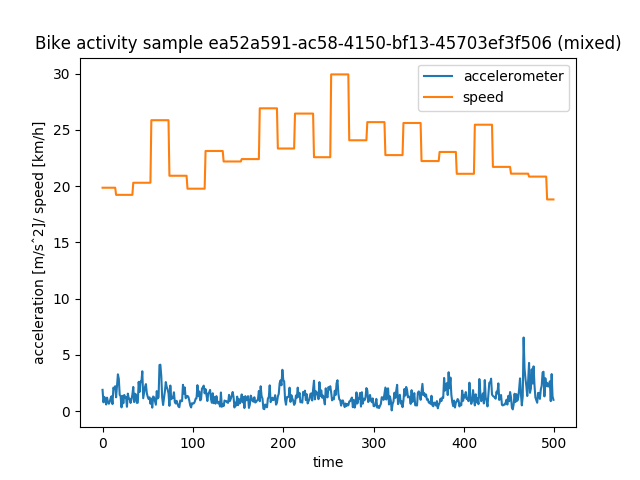 Bike activity sample ea52a591-ac58-4150-bf13-45703ef3f506 (mixed)
accelerometer
speed
30
25
20
15
10
5
0
acceleration [m/sˆ2]/ speed [km/h]
0 100 200 300 400 500
time